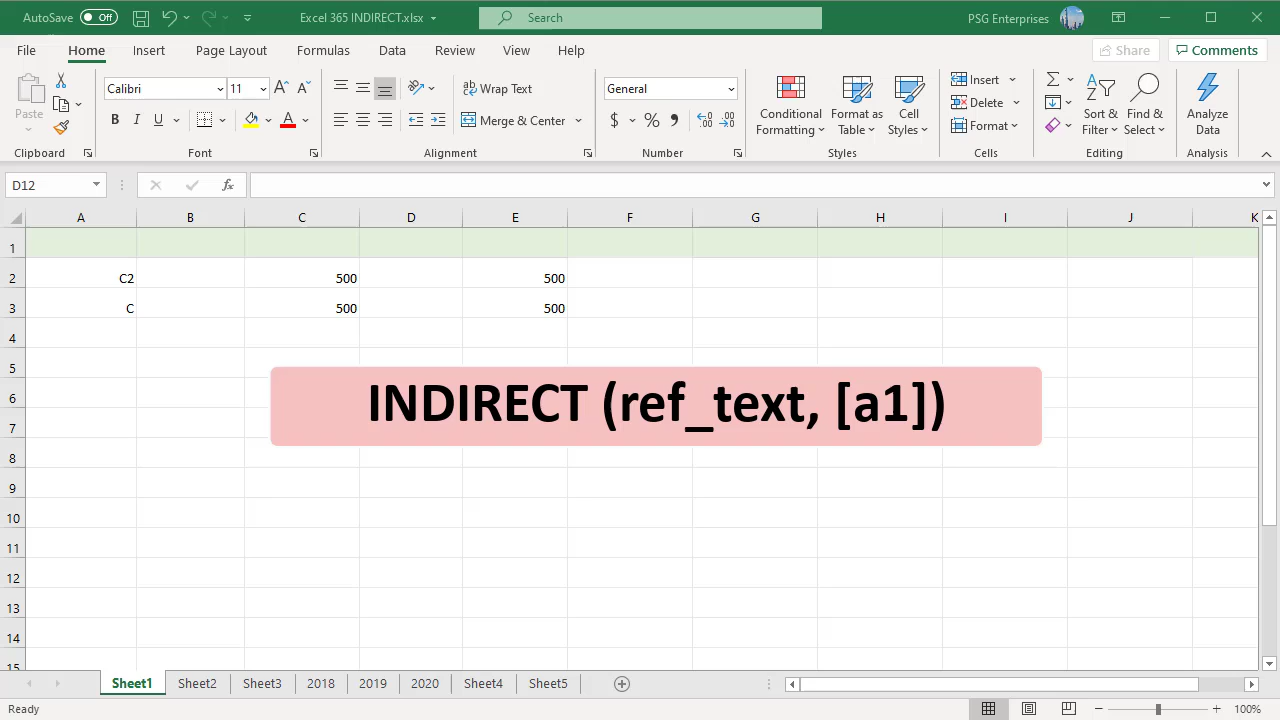 AutoSave Off Excel 365 INDIRECT.xlsx Search PSG Enterprises
File Home Insert Page Layout Formulas Data Review View Help Share Comments
Calibri 11 Wrap Text General Insert
Paste B I U Merge & Center $ % Conditional Formatting Format as Table Cell Styles Delete Format Sort & Filter Find & Select Analyze Data
Clipboard Font Alignment Number Styles Cells Editing Analysis
D12 fx
A B C D E F G H I J K
1
2 C2 500 500
3 C 500 500
4
5
6
INDIRECT (ref_text, [a1])
7
8
9
10
11
12
13
14
15
Sheet1 Sheet2 Sheet3 2018 2019 2020 Sheet4 Sheet5
Ready 100%